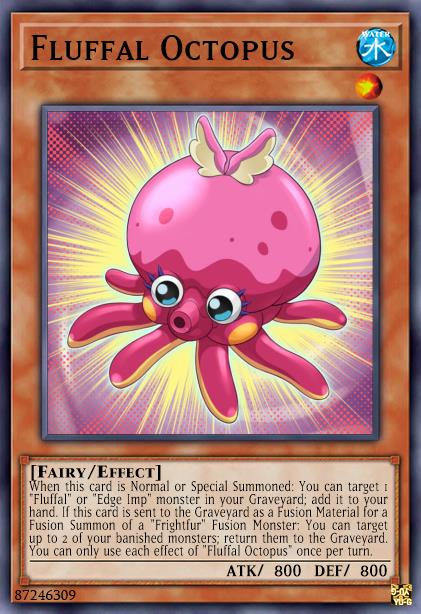 Fluffal Octopus
WATER
水
[Fairy/Effect]
When this card is Normal or Special Summoned: You can target 1
"Fluffal" or "Edge Imp" monster in your Graveyard; add it to your
hand. If this card is sent to the Graveyard as a Fusion Material for a
Fusion Summon of a "Frightfur" Fusion Monster: You can target
up to 2 of your banished monsters; return them to the Graveyard.
You can only use each effect of "Fluffal Octopus" once per turn.
ATK/ 800 DEF/ 800
87246309